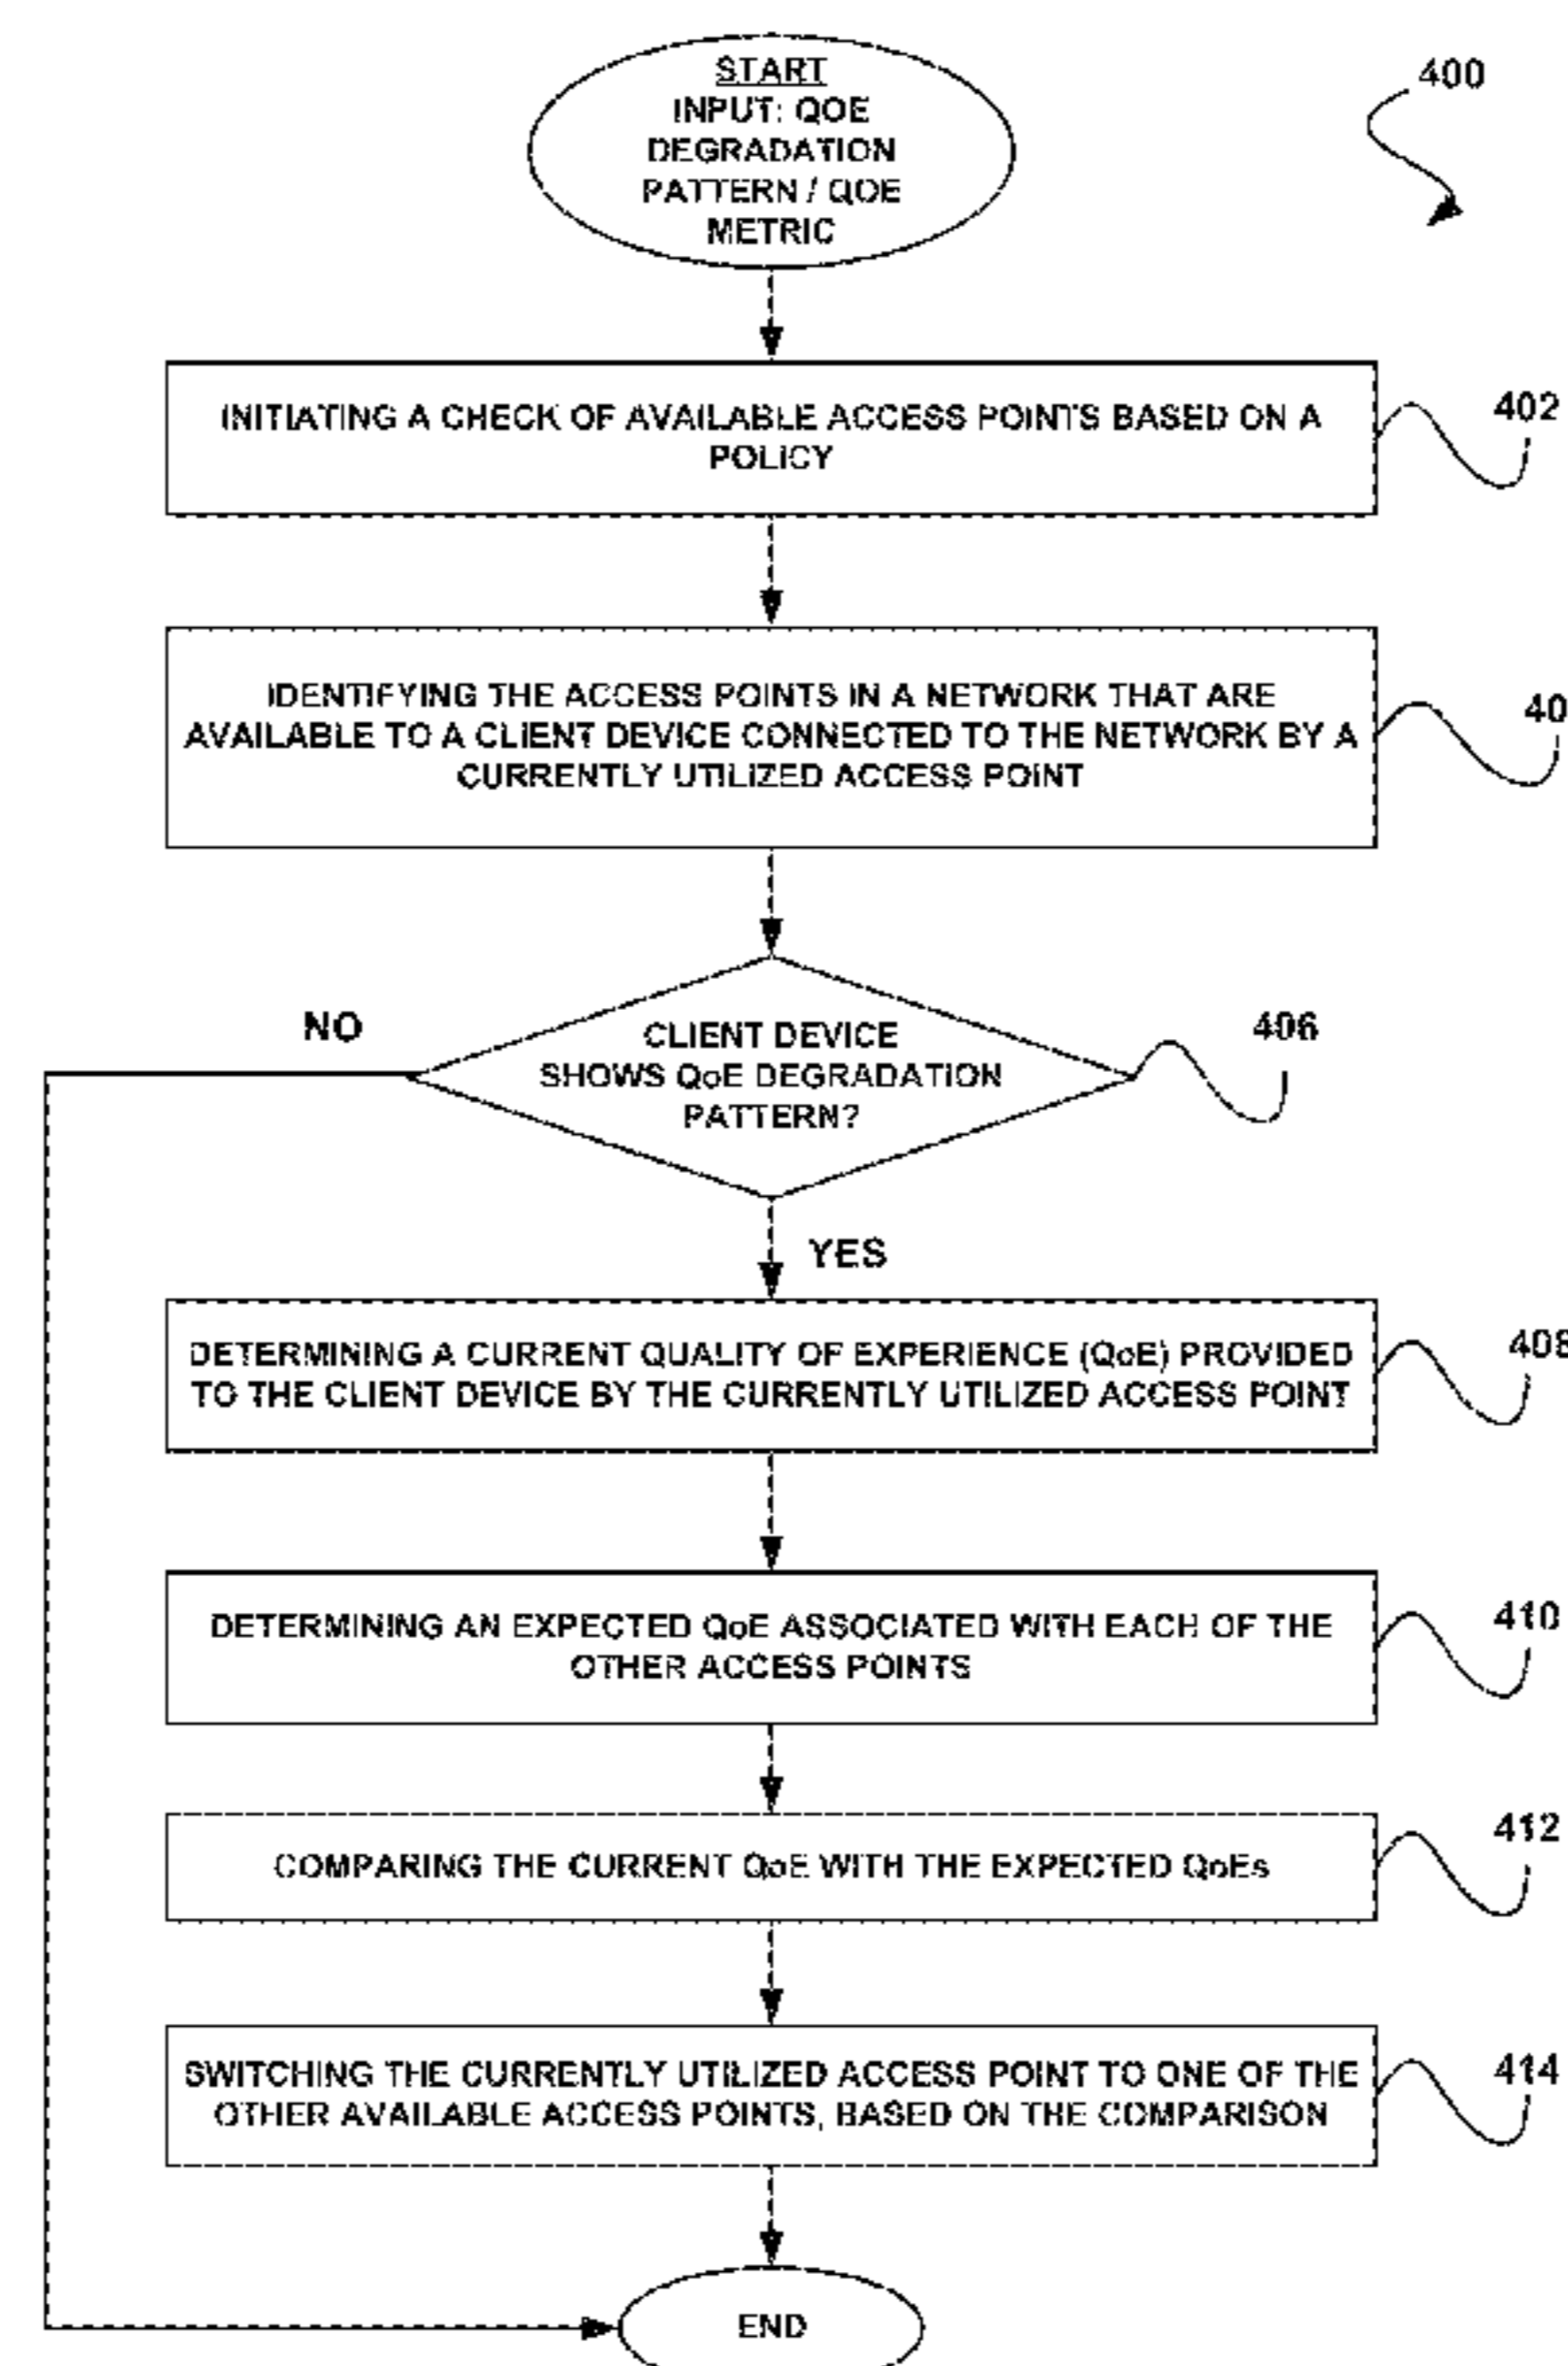 START
INPUT: QOE
DEGRADATION
PATTERN / QOE
METRIC
400
INITIATING A CHECK OF AVAILABLE ACCESS POINTS BASED ON A
POLICY
402
IDENTIFYING THE ACCESS POINTS IN A NETWORK THAT ARE
AVAILABLE TO A CLIENT DEVICE CONNECTED TO THE NETWORK BY A
CURRENTLY UTILIZED ACCESS POINT
40
NO
CLIENT DEVICE
SHOWS QoE DEGRADATION
PATTERN?
406
YES
DETERMINING A CURRENT QUALITY OF EXPERIENCE (QoE) PROVIDED
TO THE CLIENT DEVICE BY THE CURRENTLY UTILIZED ACCESS POINT
408
DETERMINING AN EXPECTED QoE ASSOCIATED WITH EACH OF THE
OTHER ACCESS POINTS
410
COMPARING THE CURRENT QoE WITH THE EXPECTED QoEs
412
SWITCHING THE CURRENTLY UTILIZED ACCESS POINT TO ONE OF THE
OTHER AVAILABLE ACCESS POINTS, BASED ON THE COMPARISON
414
END